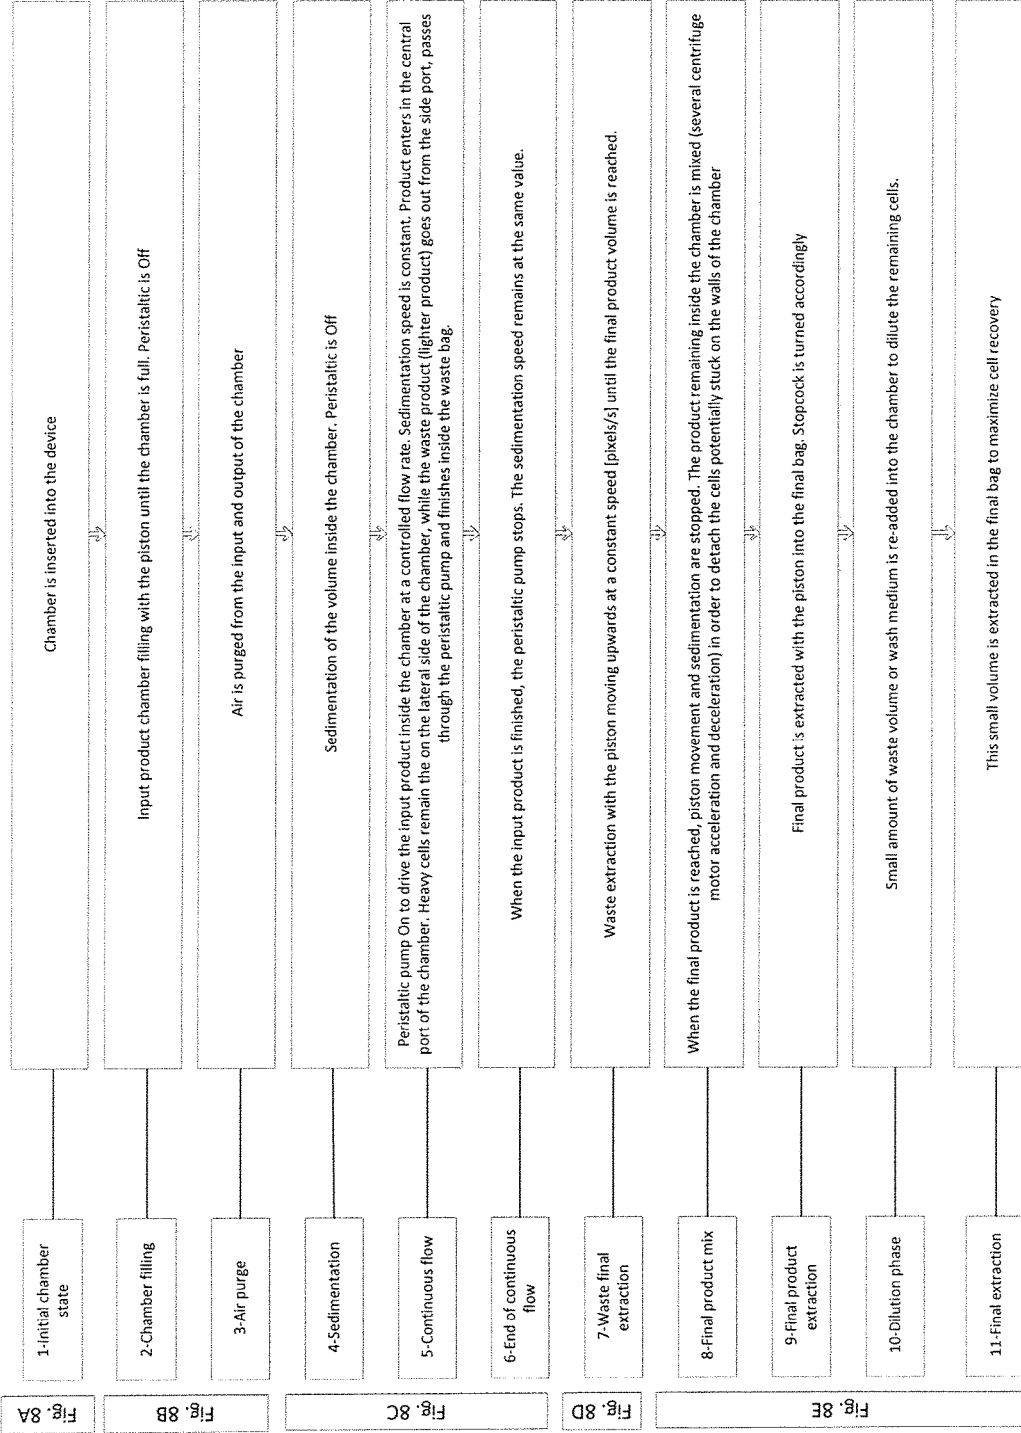 Fig. 8A
1-Initial chamber
state
Chamber is inserted into the device
Fig. 8B
2-Chamber filling
Input product chamber filling with the piston until the chamber is full. Peristaltic is Off
3-Air purge
Air is purged from the input and output of the chamber
Fig. 8C
4-Sedimentation
Sedimentation of the volume inside the chamber. Peristaltic is Off
5-Continuous flow
Peristaltic pump On to drive the input product inside the chamber at a controlled flow rate. Sedimentation speed is constant. Product enters in the central
part of the chamber. Heavy cells remain the on the lateral side of the chamber, while the waste product (lighter product) goes out from the side port, passes
through the peristaltic pump and finishes inside the waste bag.
6-End of continuous
flow
When the input product is finished, the peristaltic pump stops. The sedimentation speed remains at the same value.
Fig. 8D
7-Waste final
extraction
Waste extraction with the piston moving upwards at a constant speed [pixels/s] until the final product volume is reached.
Fig. 8E
8-Final product mix
When the final product is reached, piston movement and sedimentation are stopped. The product remaining inside the chamber is mixed (several centrifuge
motor acceleration and deceleration) in order to detach the cells potentially stuck on the walls of the chamber
9-Final product
extraction
Final product is extracted with the piston into the final bag. Stopcock is turned accordingly
10-Dilution phase
Small amount of waste volume or wash medium is re-added into the chamber to dilute the remaining cells.
11-Final extraction
This small volume is extracted in the final bag to maximize cell recovery